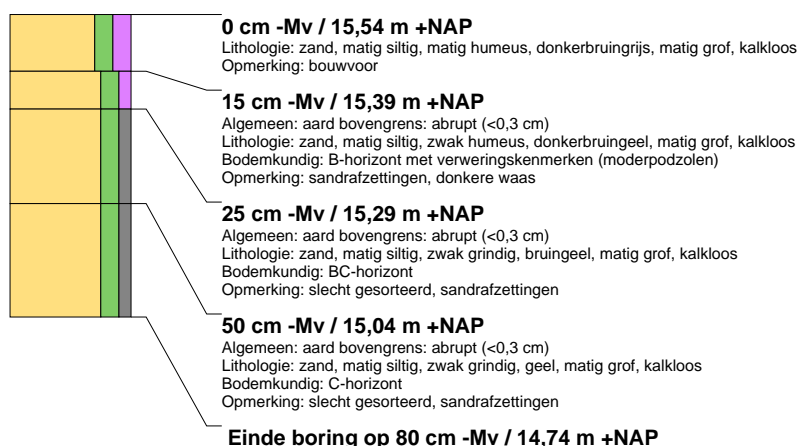 0 cm -Mv / 15,54 m +NAP
Lithologie: zand, matig siltig, matig humeus, donkerbruingrijs, matig grof, kalkloos
Opmerking: bouwvoor
15 cm -Mv / 15,39 m +NAP
Algemeen: aard bovengrens: abrupt (<0,3 cm)
Lithologie: zand, matig siltig, zwak humeus, donkerbruingeel, matig grof, kalkloos
Bodemkundig: B-horizont met verweringskenmerken (moderpodzolen)
Opmerking: sandrafzettingen, donkere waas
25 cm -Mv / 15,29 m +NAP
Algemeen: aard bovengrens: abrupt (<0,3 cm)
Lithologie: zand, matig siltig, zwak grindig, bruingeel, matig grof, kalkloos
Bodemkundig: BC-horizont
Opmerking: slecht gesorteerd, sandrafzettingen
50 cm -Mv / 15,04 m +NAP
Algemeen: aard bovengrens: abrupt (<0,3 cm)
Lithologie: zand, matig siltig, zwak grindig, geel, matig grof, kalkloos
Bodemkundig: C-horizont
Opmerking: slecht gesorteerd, sandrafzettingen
Einde boring op 80 cm -Mv / 14,74 m +NAP